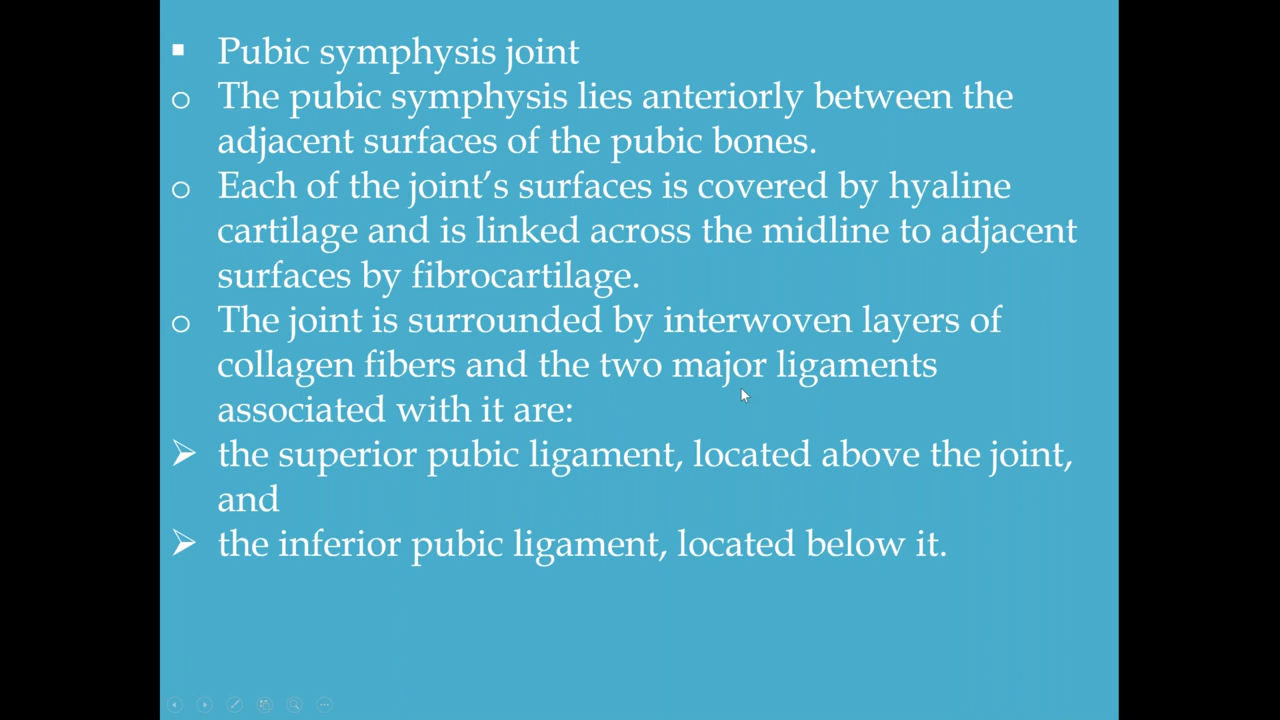 ▪ Pubic symphysis joint
o The pubic symphysis lies anteriorly between the
adjacent surfaces of the pubic bones.
o Each of the joint’s surfaces is covered by hyaline
cartilage and is linked across the midline to adjacent
surfaces by fibrocartilage.
o The joint is surrounded by interwoven layers of
collagen fibers and the two major ligaments
associated with it are:
➢ the superior pubic ligament, located above the joint,
and
➢ the inferior pubic ligament, located below it.